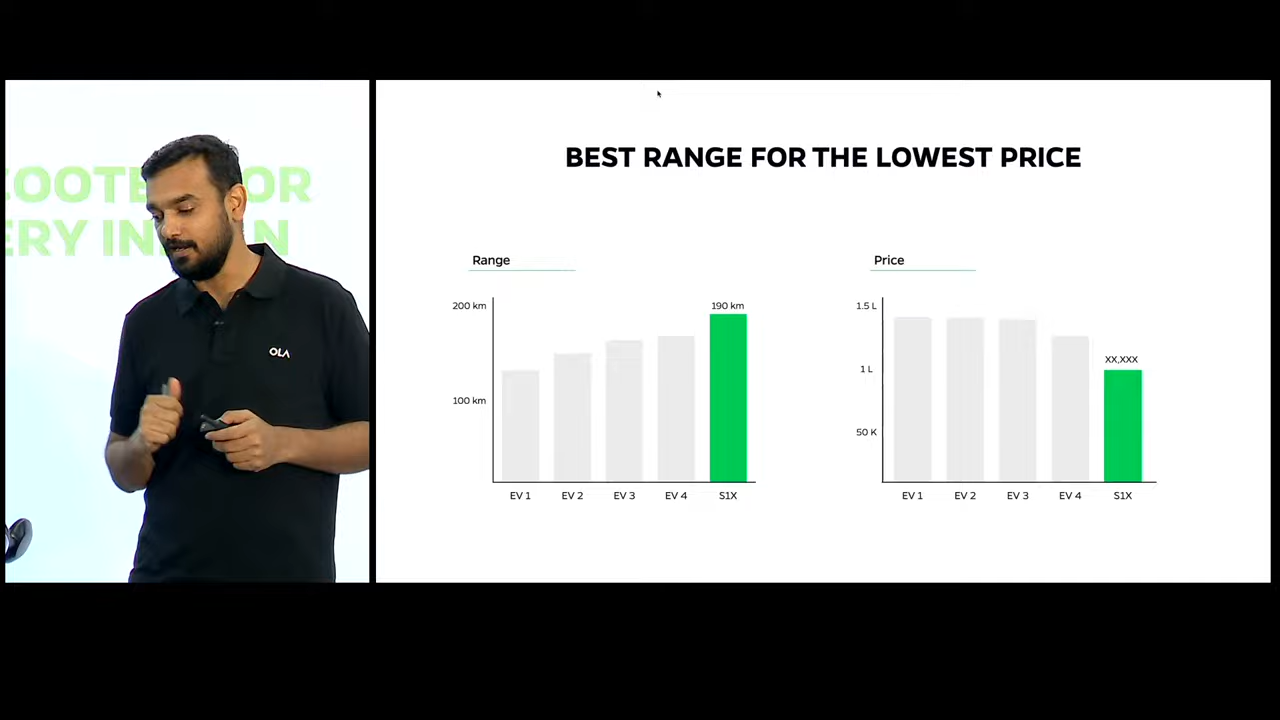 OLA
BEST RANGE FOR THE LOWEST PRICE
Range
200 km
190 km
100 km
EV 1 EV 2 EV 3 EV 4 S1X
Price
1.5 L
XX,XXX
1 L
50 K
EV 1 EV 2 EV 3 EV 4 S1X